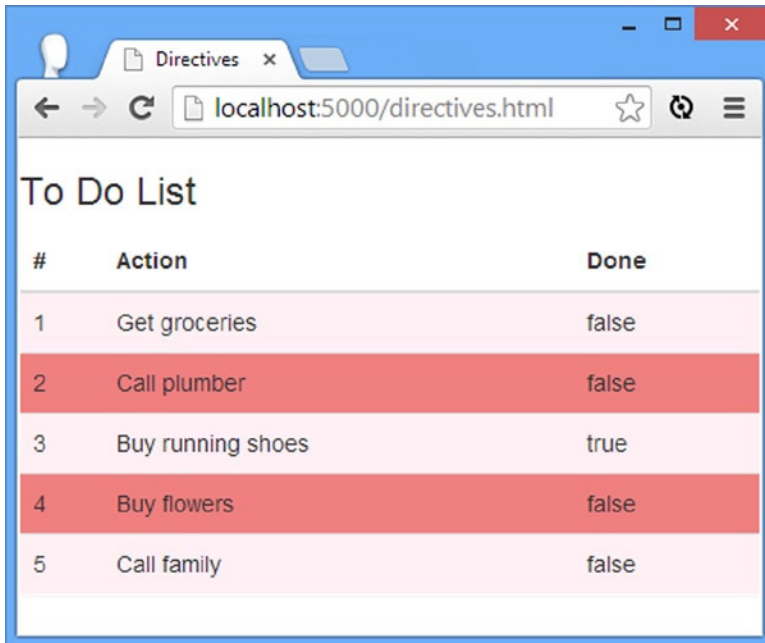 Directives
localhost:5000/directives.html
To Do List
# Action Done
1 Get groceries false
2 Call plumber false
3 Buy running shoes true
4 Buy flowers false
5 Call family false